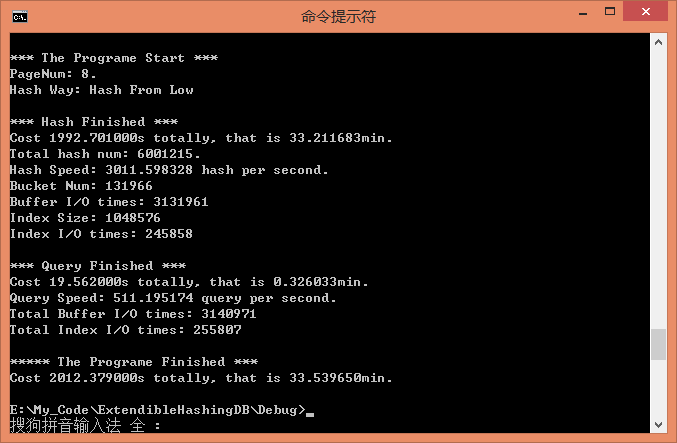 命令提示符
*** The Programe Start ***
PageNum: 8.
Hash Way: Hash From Low
*** Hash Finished ***
Cost 1992.701000s totally, that is 33.211683min.
Total hash num: 6001215.
Hash Speed: 3011.598328 hash per second.
Bucket Num: 131966
Buffer I/O times: 3131961
Index Size: 1048576
Index I/O times: 245858
*** Query Finished ***
Cost 19.562000s totally, that is 0.326033min.
Query Speed: 511.195174 query per second.
Total Buffer I/O times: 3140971
Total Index I/O times: 255807
***** The Programe Finished ***
Cost 2012.379000s totally, that is 33.539650min.
E:\My_Code\ExtendibleHashingDB\Debug>
搜狗拼音输入法 全 :